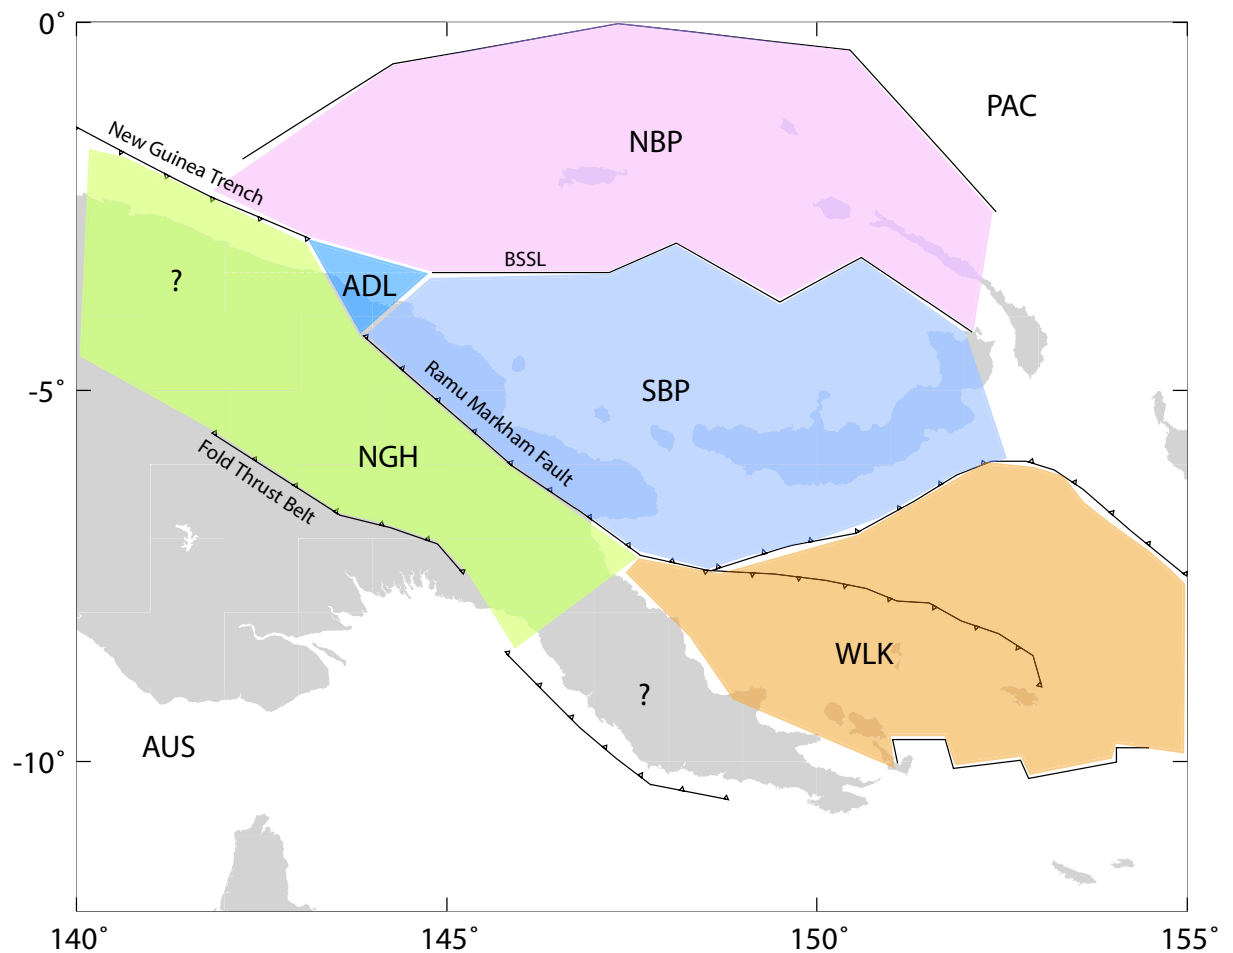 0°
PAC
New Guinea Trench
NBP
BSSL
?
ADL
-5°
Ramu Markham Fault
SBP
Fold Thrust Belt
NGH
WLK
?
AUS
-10°
140° 145° 150° 155°